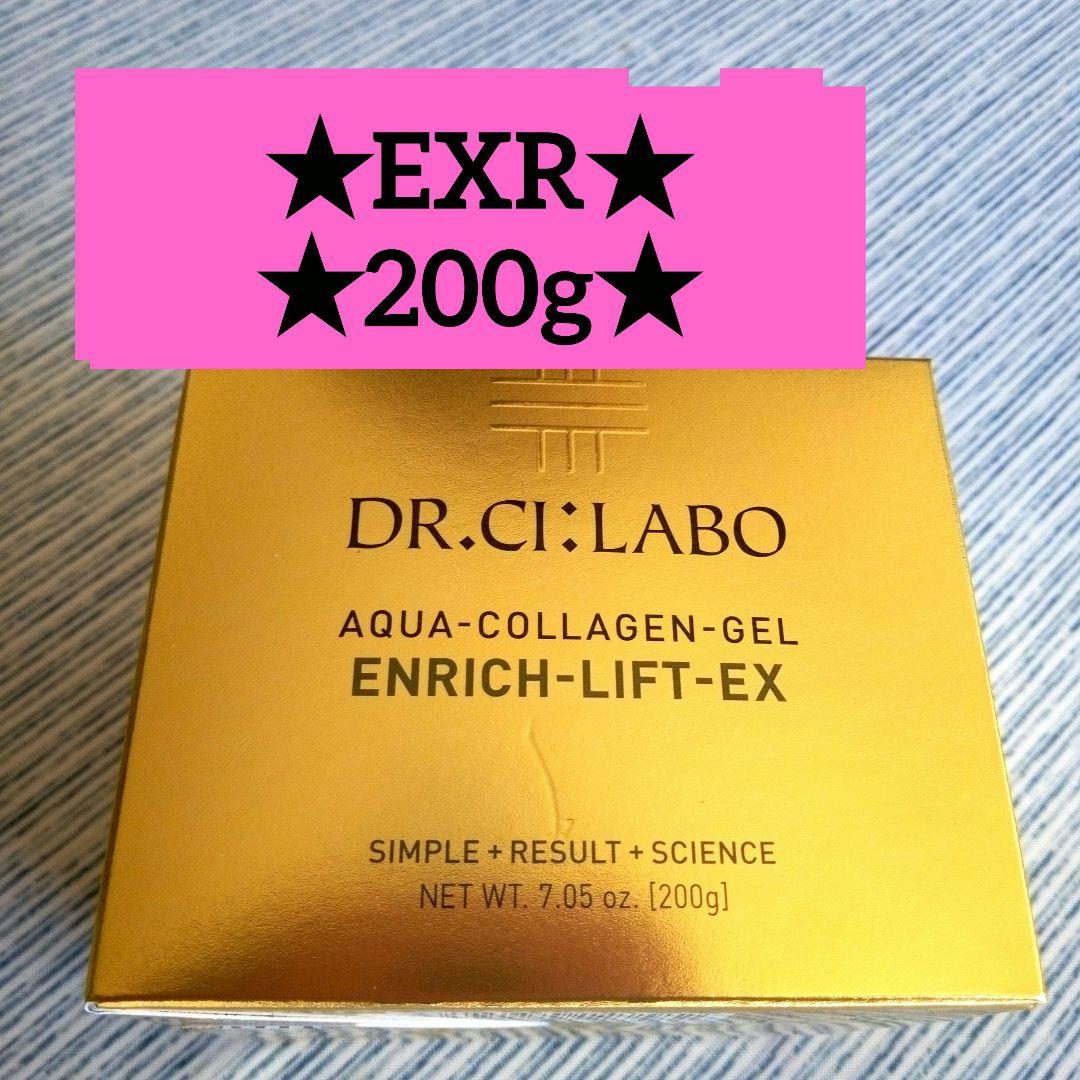 ★EXR★
★200g★
DR.CI:LABO
AQUA-COLLAGEN-GEL
ENRICH-LIFT-EX
SIMPLE + RESULT + SCIENCE
NET WT. 7.05 oz. [200g]